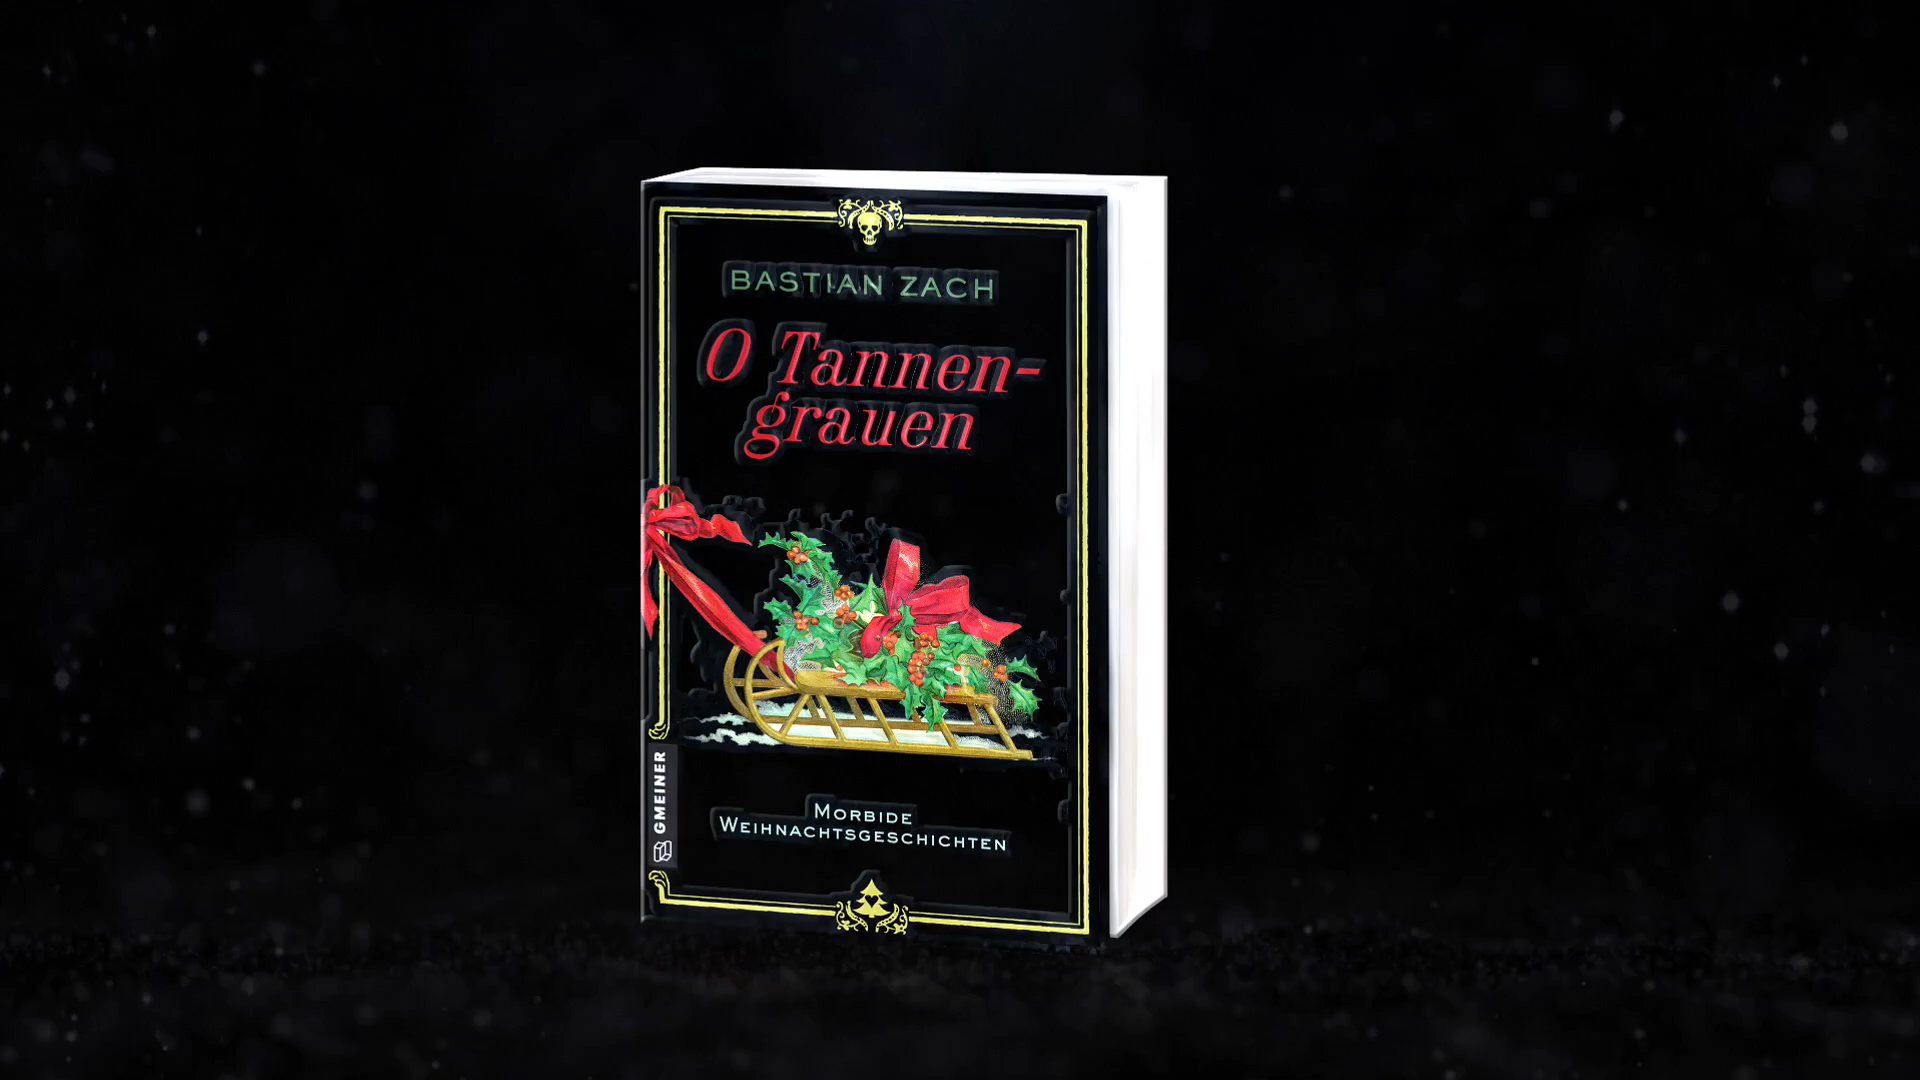 BASTIAN ZACH
O Tannen-
grauen
GMEINER
MORBIDE
WEIHNACHTSGESCHICHTEN